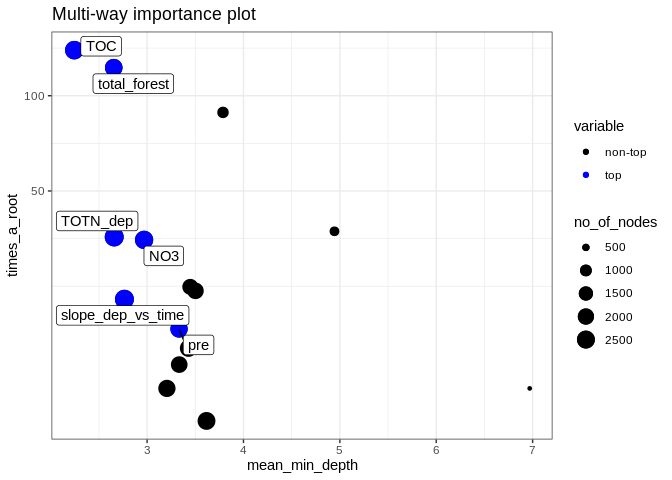 Multi-way importance plot
TOC
total_forest
TOTN_dep
NO3
slope_dep_vs_time
pre
100
50
3
4
5
6
7
mean_min_depth
times_a_root
variable
non-top
top
no_of_nodes
500
1000
1500
2000
2500